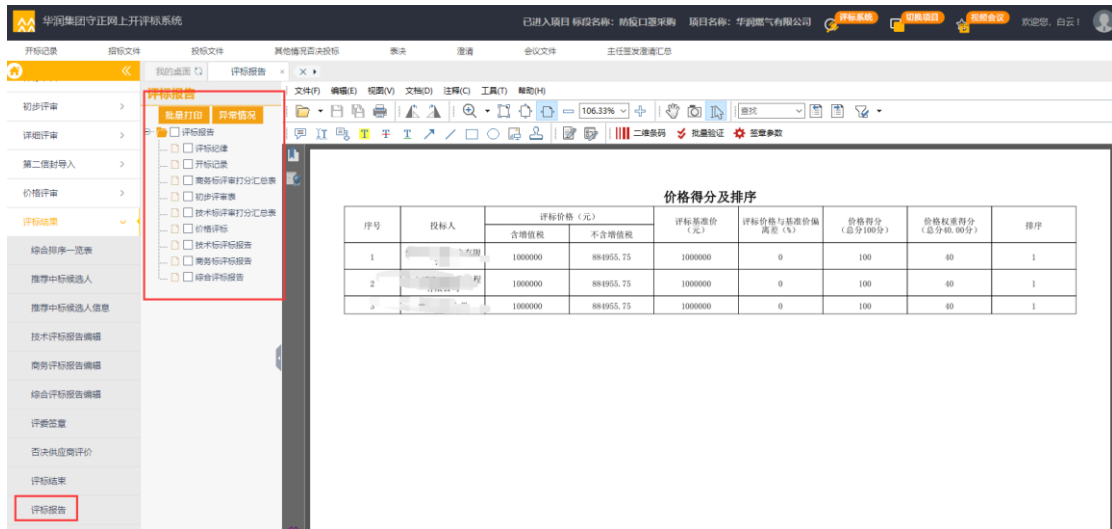 华润集团守正网上开评标系统
已进入项目 标段名称：防疫口罩采购 项目名称：华润燃气有限公司 评标系统 切换项目 视频会议 欢迎您，白云！
开标记录 招标文件 投标文件 其他情况否决投标 表决 澄清 会议文件 主任签发澄清汇总
我的桌面 评标报告
初步评审
详细评审
第二信封导入
价格评审
评标结果
综合排序一览表
推荐中标候选人
推荐中标候选人信息
技术评标报告编辑
商务评标报告编辑
综合评标报告编辑
评委签章
否决供应商评价
评标结束
评标报告
评标报告
批量打印 异常情况
评标报告
评标纪律
开标记录
商务标评审打分汇总表
初步评审表
技术标评审打分汇总表
价格评标
技术标评标报告
商务标评标报告
综合评标报告
文件(F) 编辑(E) 视图(V) 文档(D) 注释(C) 工具(T) 帮助(H)
106.33% 查找
二维条码 批量验证 签章参数
价格得分及排序
序号 投标人 评标价格（元） 评标基准价（元） 评标价格与基准价偏离差（%） 价格得分（总分100分） 价格权重得分（总分40.00分） 排序
含增值税 不含增值税
1 1000000 884955.75 1000000 0 100 40 1
2 1000000 884955.75 1000000 0 100 40 1
3 1000000 884955.75 1000000 0 100 40 1